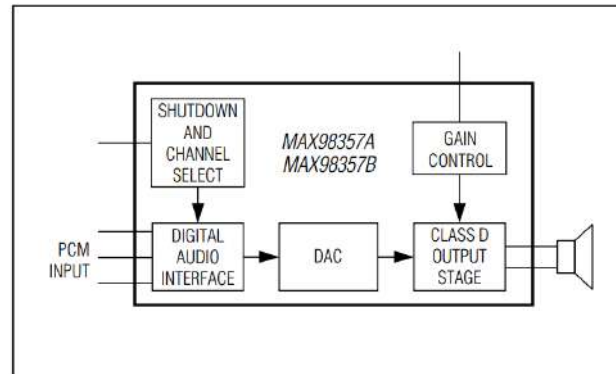 SHUTDOWN
AND
CHANNEL
SELECT
MAX98357A
MAX98357B
GAIN
CONTROL
PCM
INPUT
DIGITAL
AUDIO
INTERFACE
DAC
CLASS D
OUTPUT
STAGE